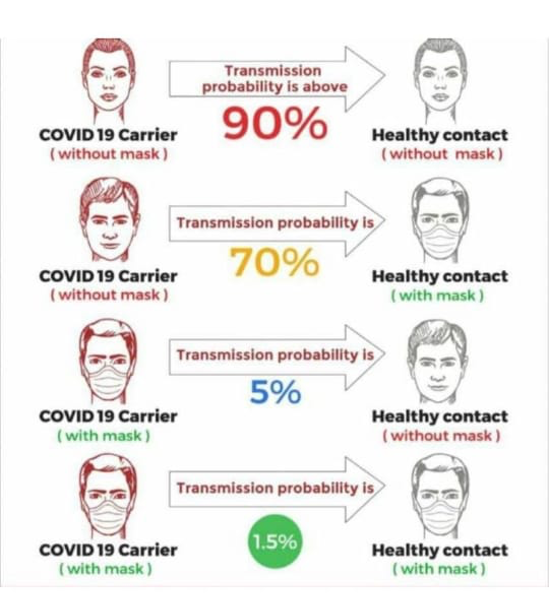 Transmission
probability is above
90%
COVID 19 Carrier
( without mask )
Healthy contact
( without mask )
Transmission probability is
70%
COVID 19 Carrier
( without mask )
Healthy contact
( with mask )
Transmission probability is
5%
COVID 19 Carrier
( with mask )
Healthy contact
( without mask )
Transmission probability is
1.5%
COVID 19 Carrier
( with mask )
Healthy contact
( with mask )